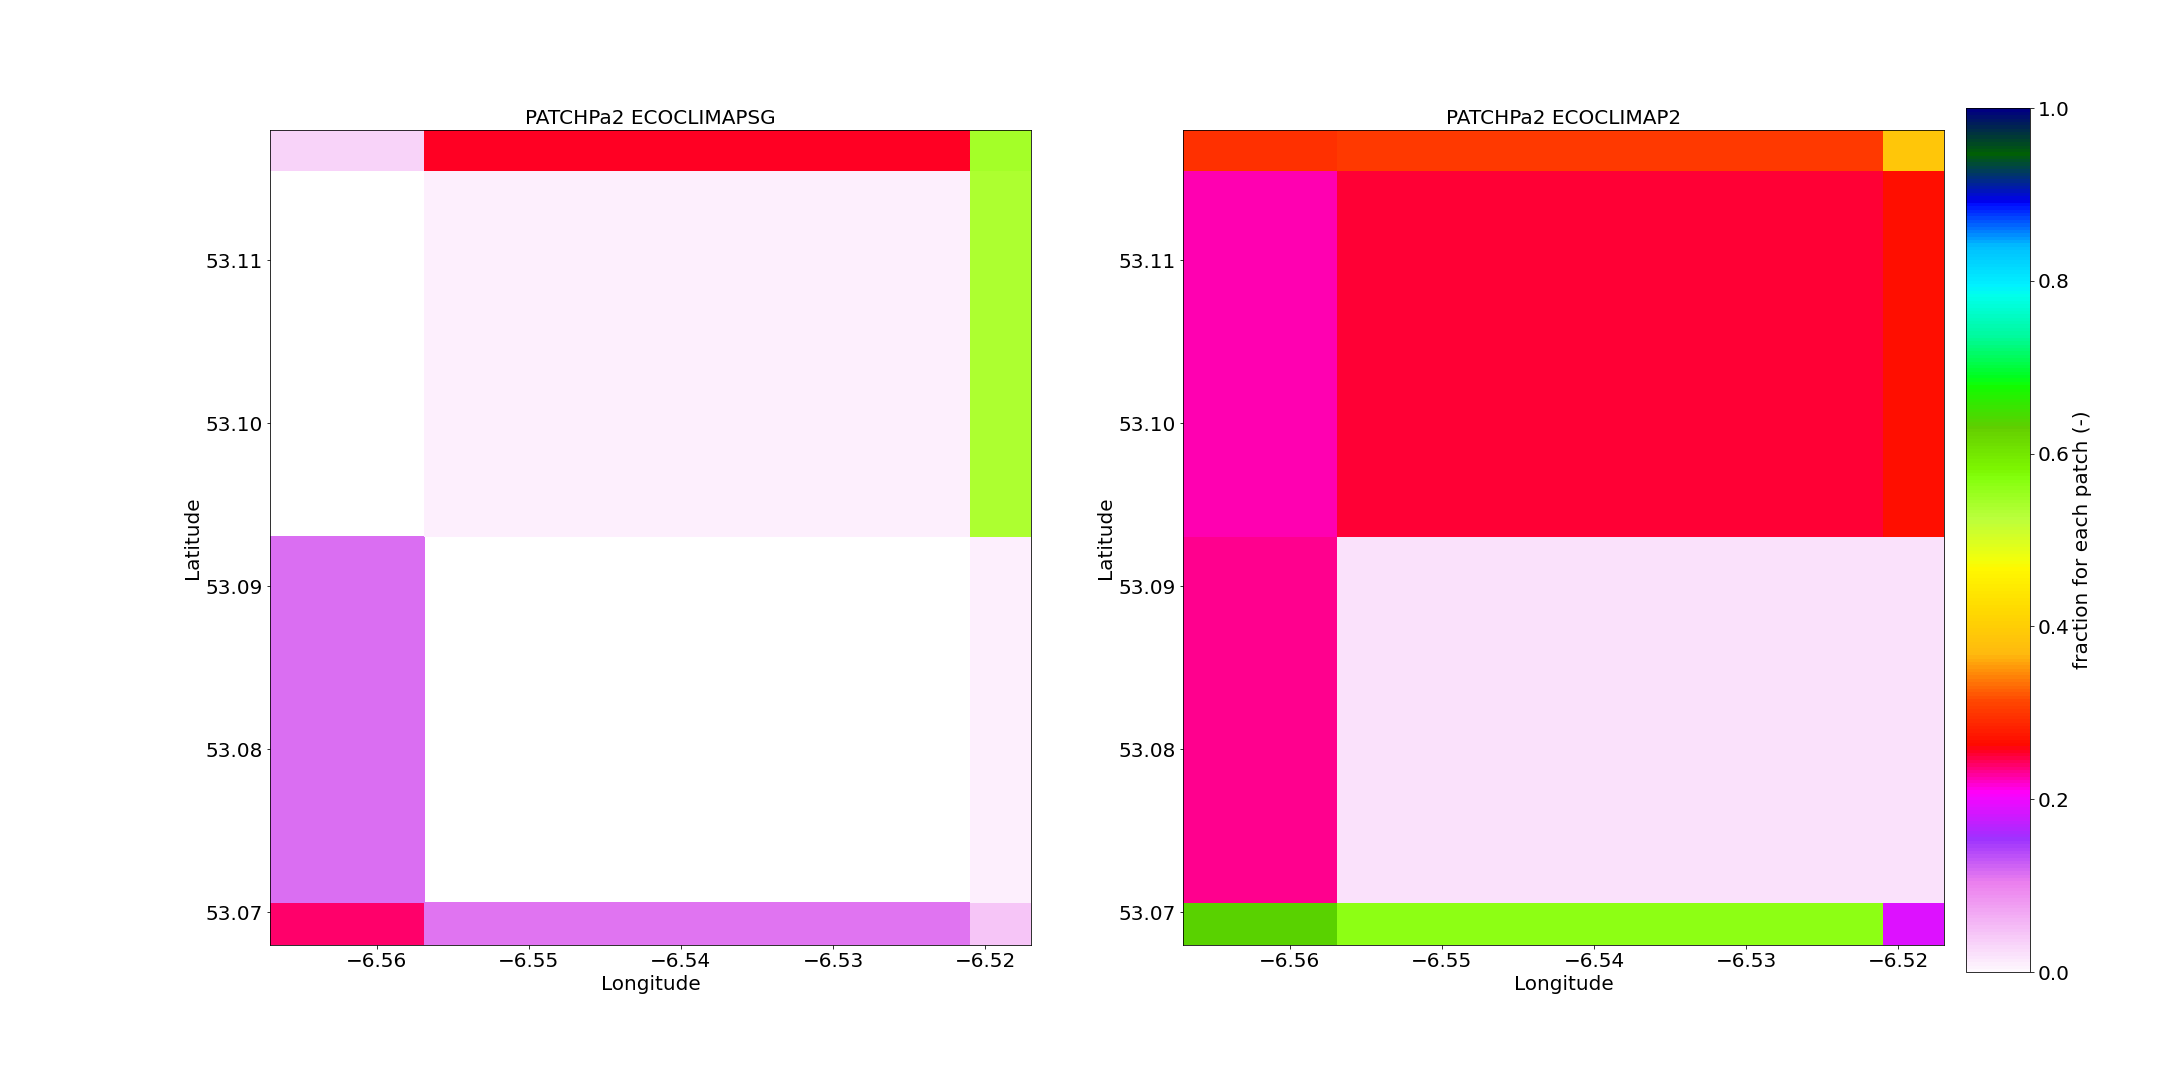 PATCHPa2 ECOCLIMAPSG
53.11
53.10
53.09
53.08
53.07
Latitude
−6.56 −6.55 −6.54 −6.53 −6.52
Longitude
PATCHPa2 ECOCLIMAP2
53.11
53.10
53.09
53.08
53.07
Latitude
−6.56 −6.55 −6.54 −6.53 −6.52
Longitude
1.0
0.8
0.6
0.4
0.2
0.0
fraction for each patch (-)